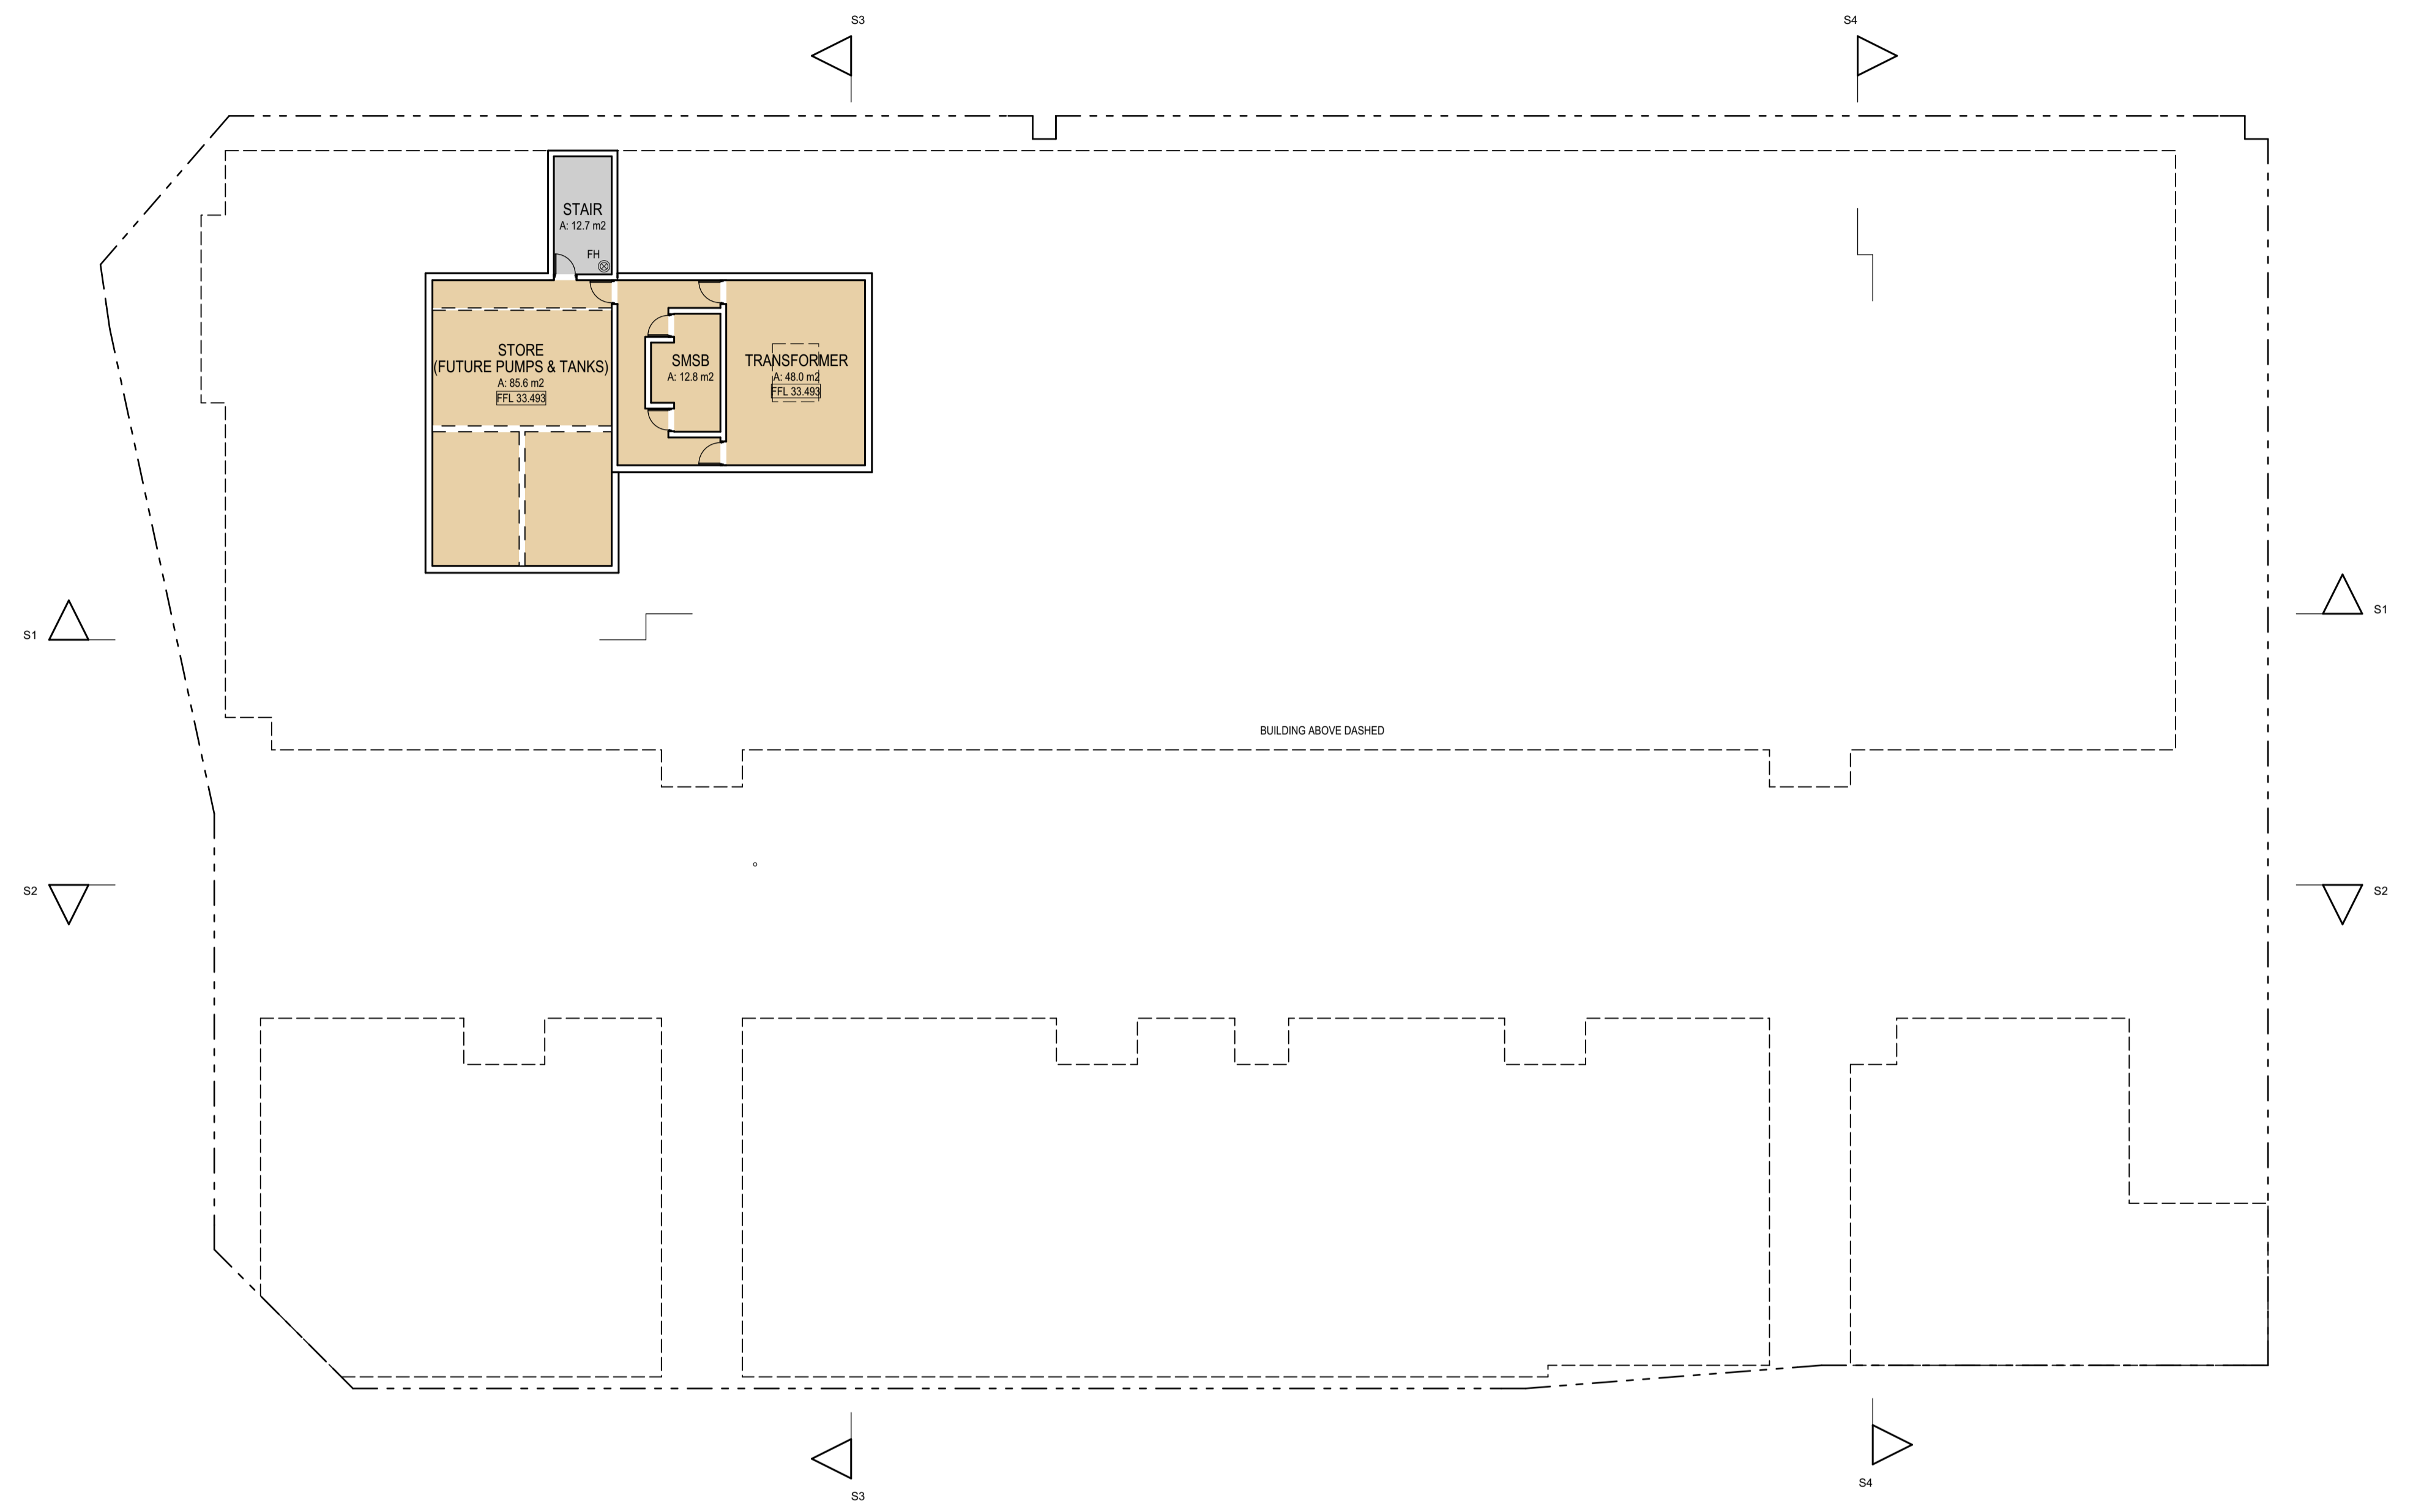 S3
S4
STAIR
A: 12.7 m2
FH
STORE
(FUTURE PUMPS & TANKS)
A: 85.6 m2
FFL 33.493
SMSB
A: 12.8 m2
TRANSFORMER
A: 48.0 m2
FFL 33.493
S1
S1
BUILDING ABOVE DASHED
S2
S2
S3
S4